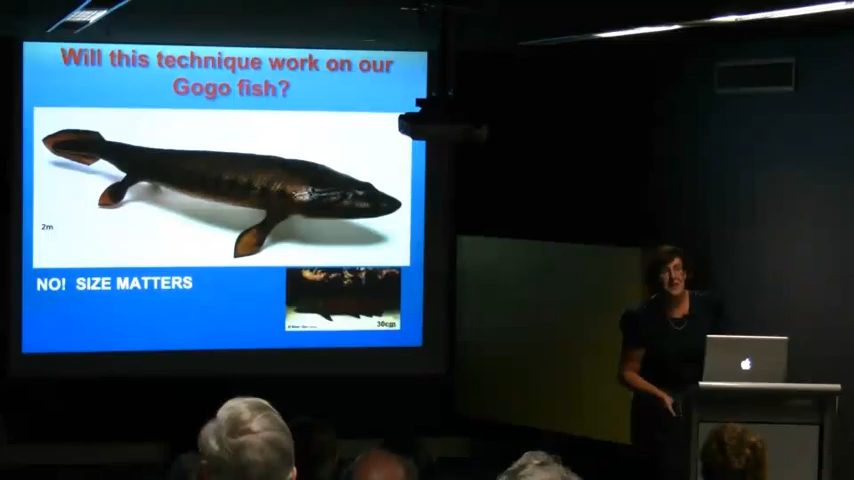 Will this technique work on our
Gogo fish?
2m
NO! SIZE MATTERS
30cm